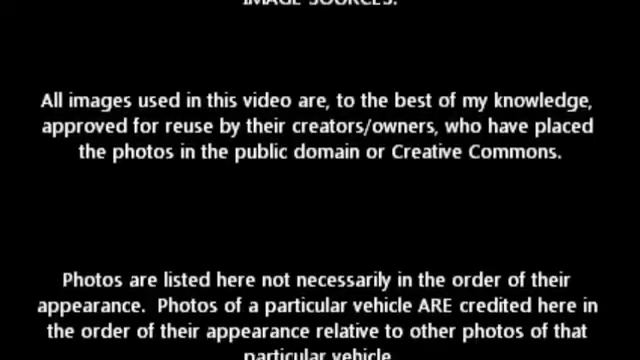 IMAGE SOURCES:
All images used in this video are, to the best of my knowledge,
approved for reuse by their creators/owners, who have placed
the photos in the public domain or Creative Commons.
Photos are listed here not necessarily in the order of their
appearance.  Photos of a particular vehicle ARE credited here in
the order of their appearance relative to other photos of that
particular vehicle.